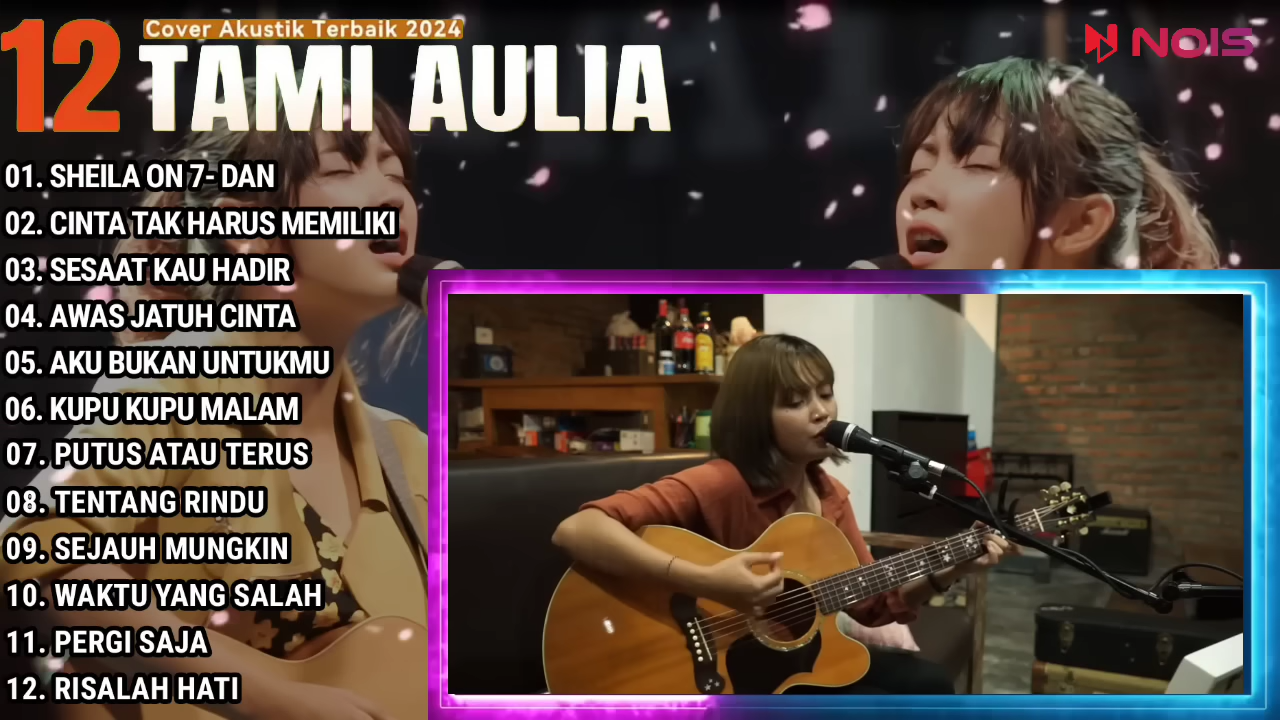 12
Cover Akustik Terbaik 2024
TAMI AULIA
NOIS
01. SHEILA ON 7- DAN
02. CINTA TAK HARUS MEMILIKI
03. SESAAT KAU HADIR
04. AWAS JATUH CINTA
05. AKU BUKAN UNTUKMU
06. KUPU KUPU MALAM
07. PUTUS ATAU TERUS
08. TENTANG RINDU
09. SEJAUH MUNGKIN
10. WAKTU YANG SALAH
11. PERGI SAJA
12. RISALAH HATI